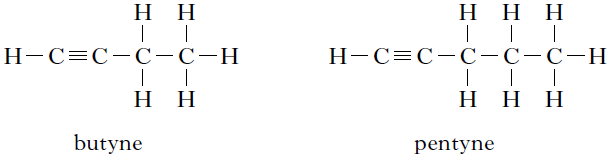 H H H H H
H—C≡C—C—C—H H—C≡C—C—C—C—H
H H H H H
butyne pentyne